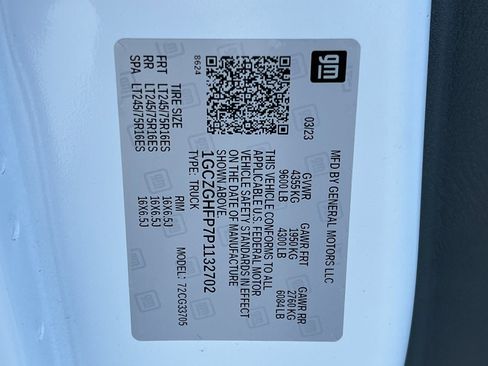 gm
MFD BY GENERAL MOTORS LLC
03/23
GVWR GAWR FRT GAWR RR
4355 KG 1950 KG 2760 KG
9600 LB 4300 LB 6084 LB
THIS VEHICLE CONFORMS TO ALL
APPLICABLE U.S. FEDERAL MOTOR
VEHICLE SAFETY STANDARDS IN EFFECT
ON THE DATE OF MANUFACTURE
SHOWN ABOVE.
1GCZGHFP7P1132702
TYPE: TRUCK MODEL: 72CG33705
8624
TIRE SIZE RIM
FRT LT245/75R16ES 16X6.5J
RR LT245/75R16ES 16X6.5J
SPA LT245/75R16ES 16X6.5J